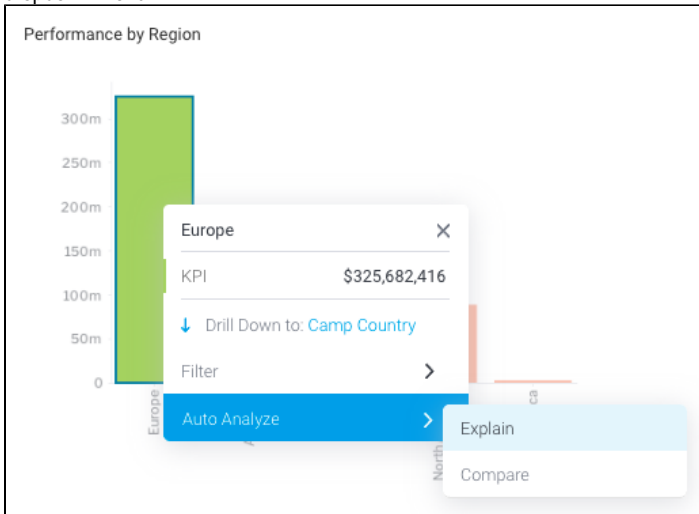 Performance by Region
300m
250m
200m
150m
100m
50m
0
Europe
KPI
$325,682,416
Drill Down to: Camp Country
Filter
Auto Analyze
Explain
Compare
Europe
North
ca